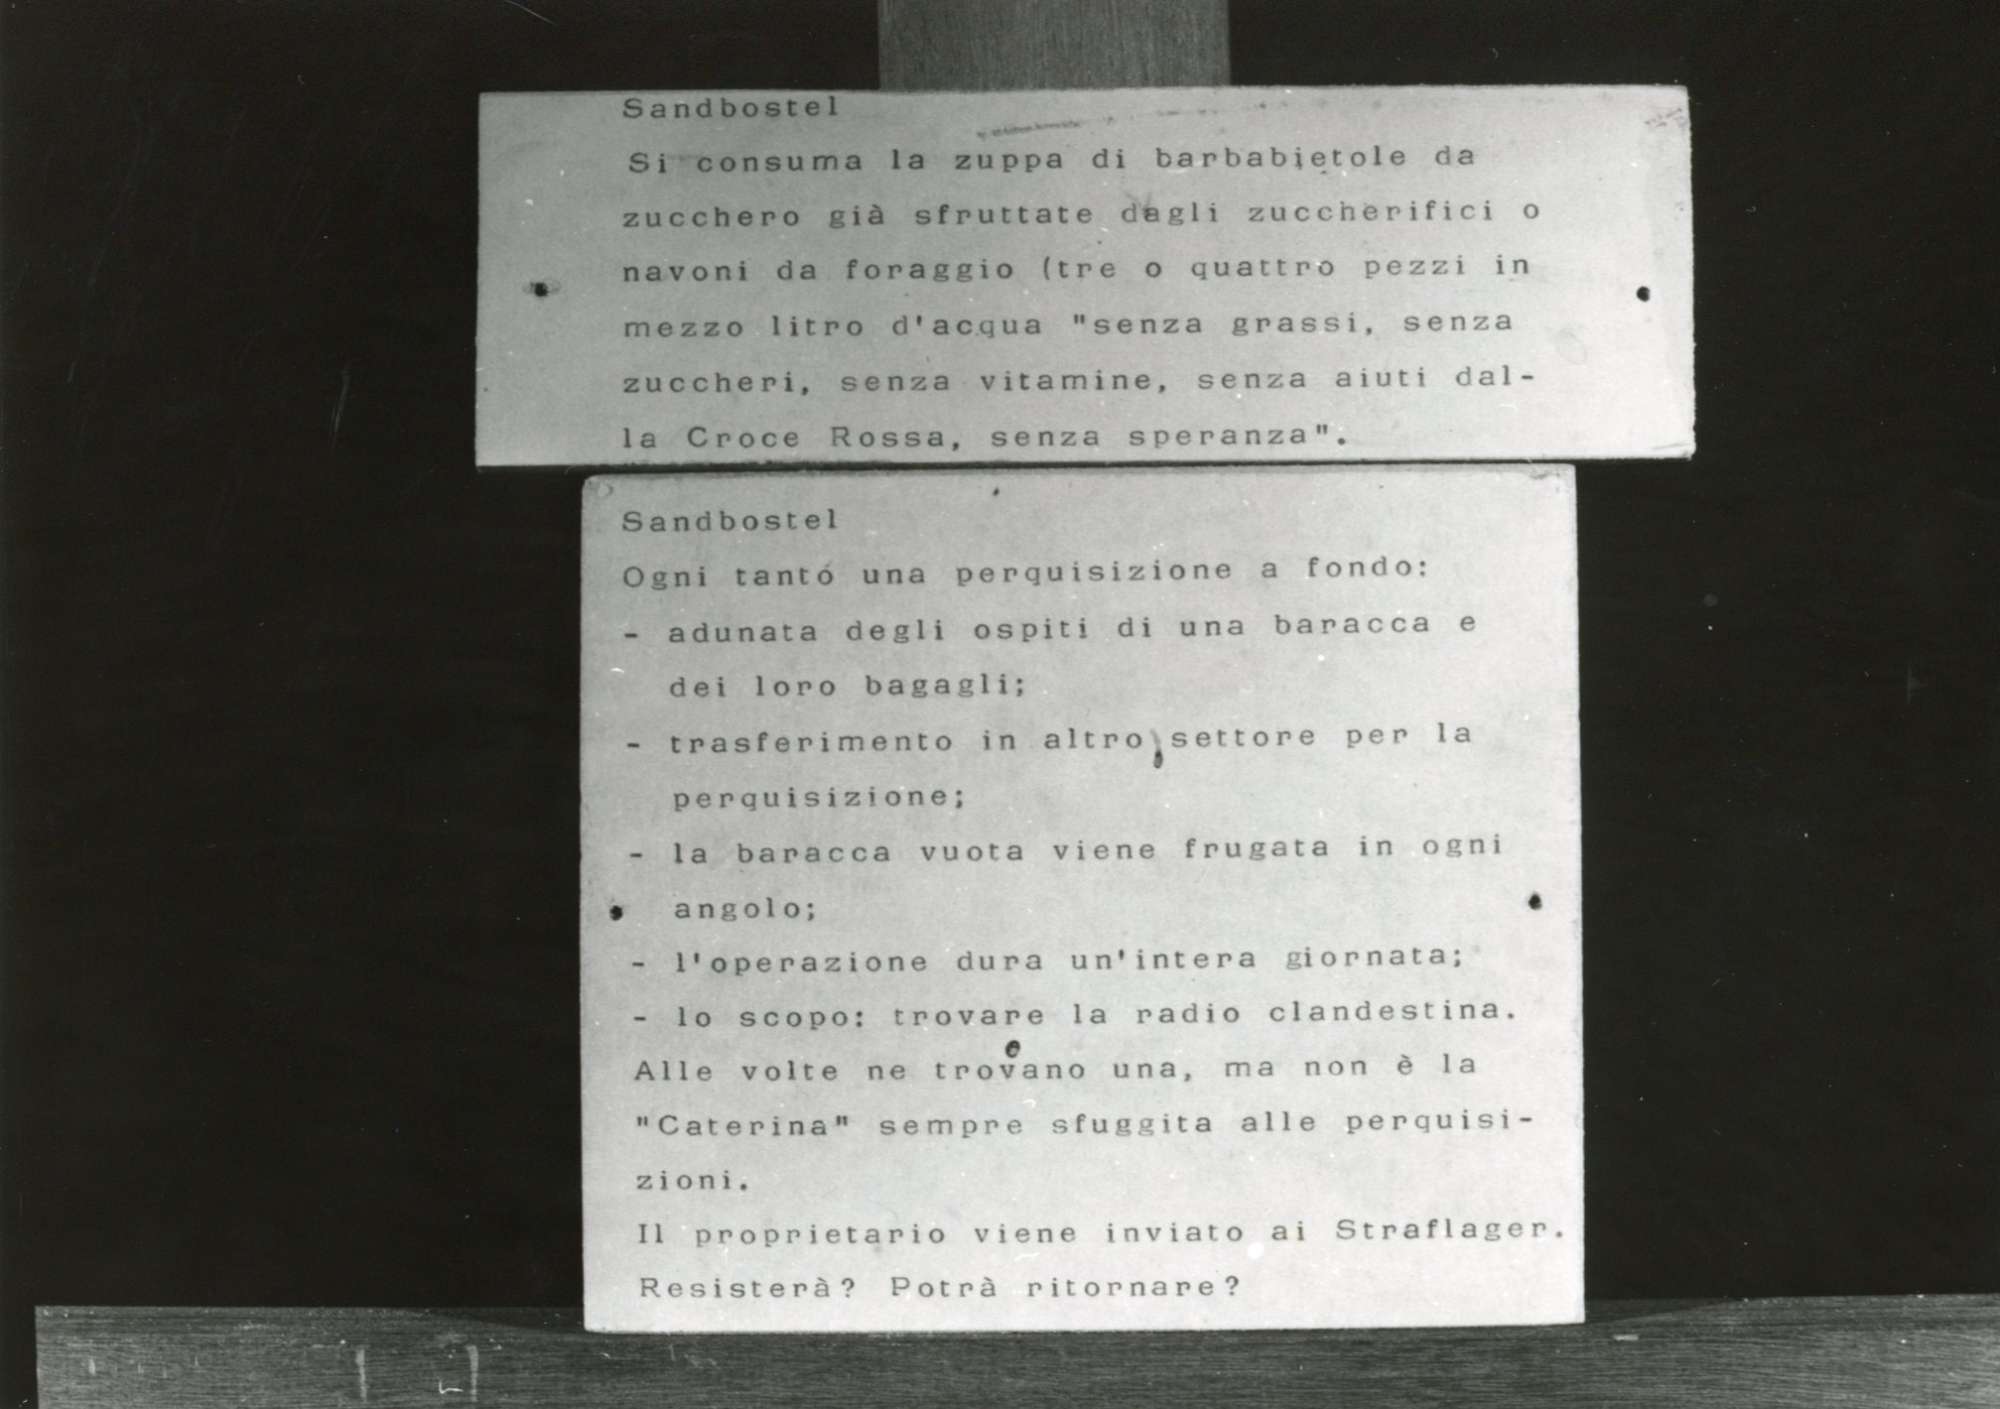 Sandbostel
Si consuma la zuppa di barbabietole da
zucchero già sfruttate dagli zuccherifici o
navoni da foraggio (tre o quattro pezzi in
mezzo litro d'acqua "senza grassi, senza
zuccheri, senza vitamine, senza aiuti dal-
la Croce Rossa, senza speranza".
Sandbostel
Ogni tanto una perquisizione a fondo:
- adunata degli ospiti di una baracca e
dei loro bagagli;
- trasferimento in altro settore per la
perquisizione;
- la baracca vuota viene frugata in ogni
angolo;
- l'operazione dura un'intera giornata;
- lo scopo: trovare la radio clandestina.
Alle volte ne trovano una, ma non è la
"Caterina" sempre sfuggita alle perquisi-
zioni.
Il proprietario viene inviato ai Straflager.
Resisterà? Potrà ritornare?